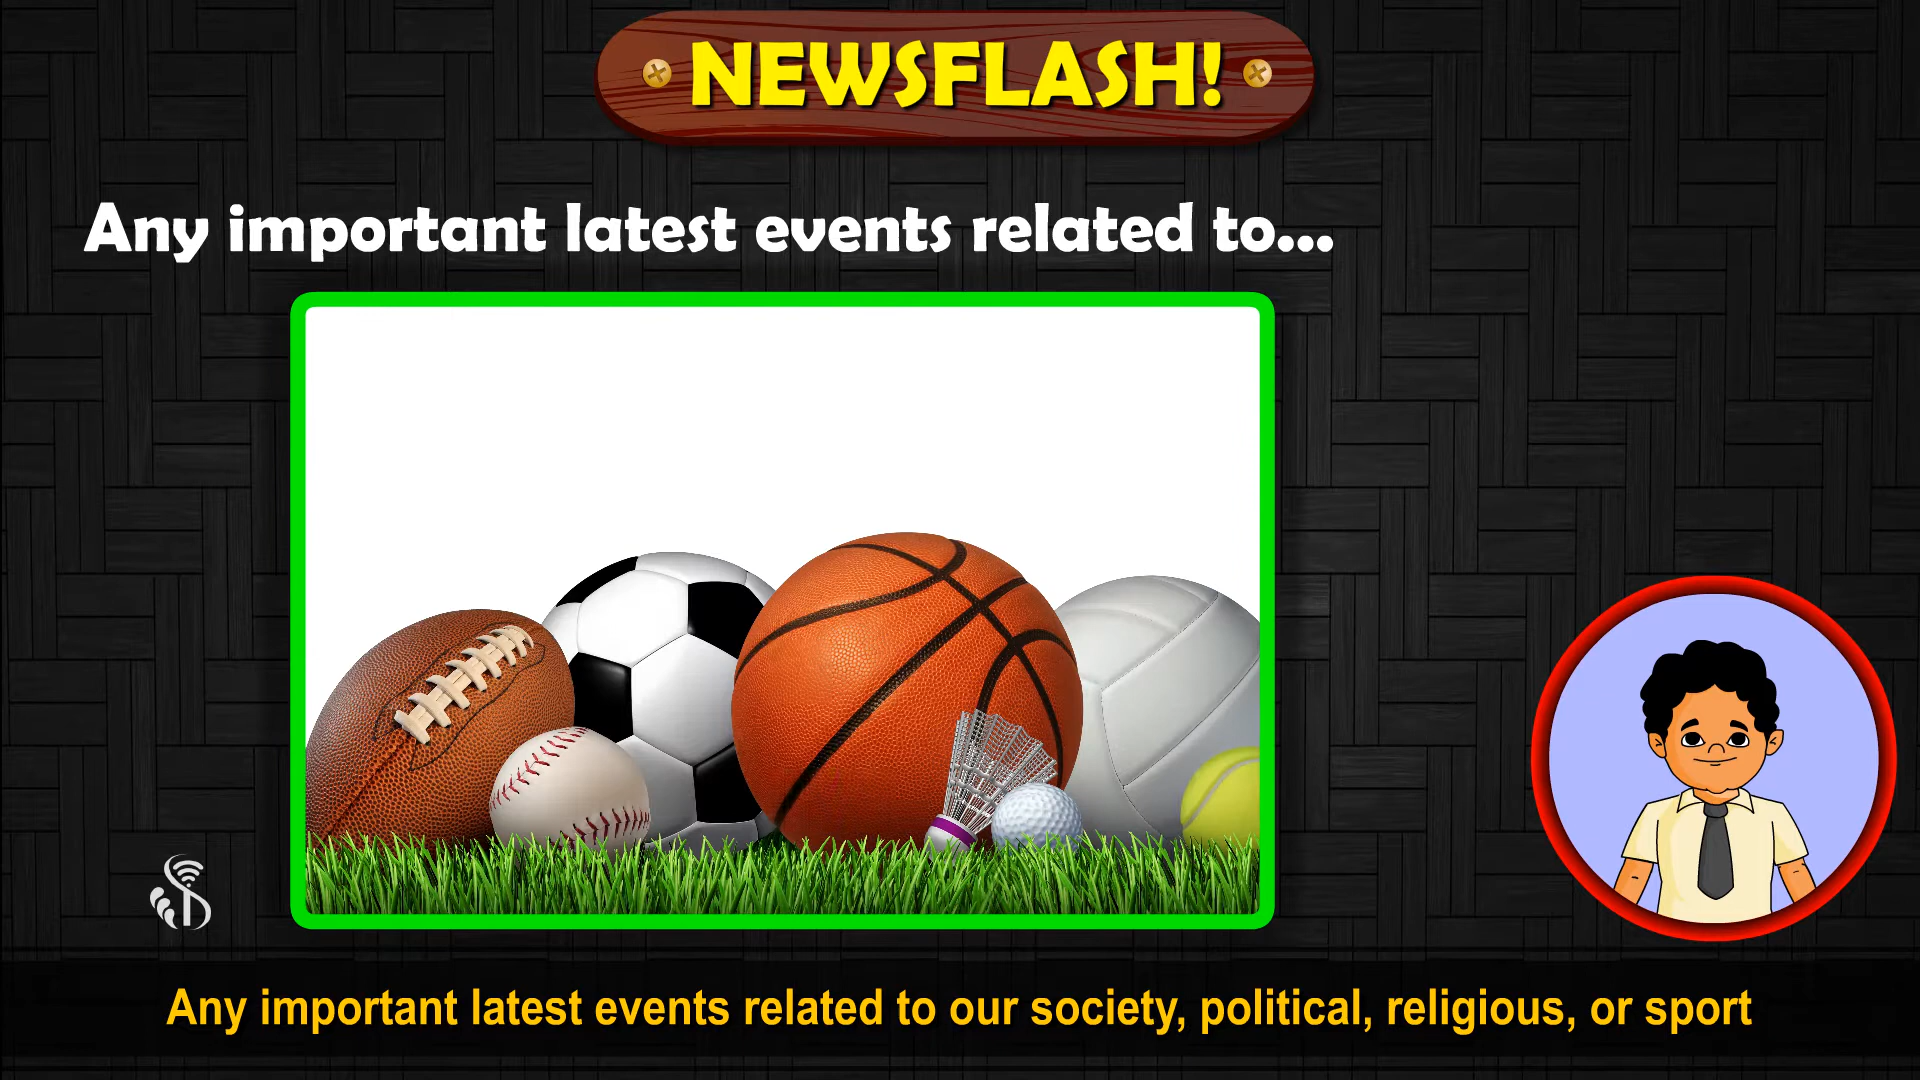 NEWSFLASH!
Any important latest events related to...
Any important latest events related to our society, political, religious, or sport